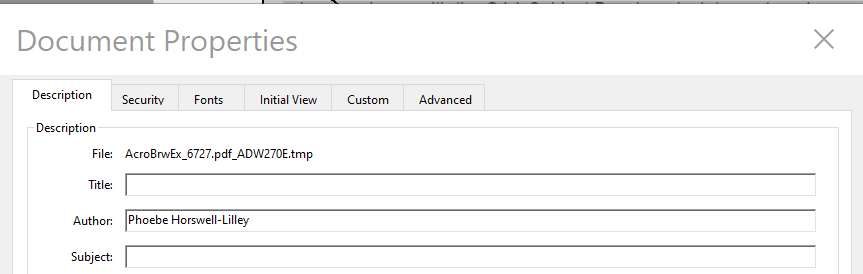 Document Properties
Description Security Fonts Initial View Custom Advanced
Description
File: AcroBrwEx_6727.pdf_ADW270E.tmp
Title:
Author: Phoebe Horswell-Lilley
Subject: